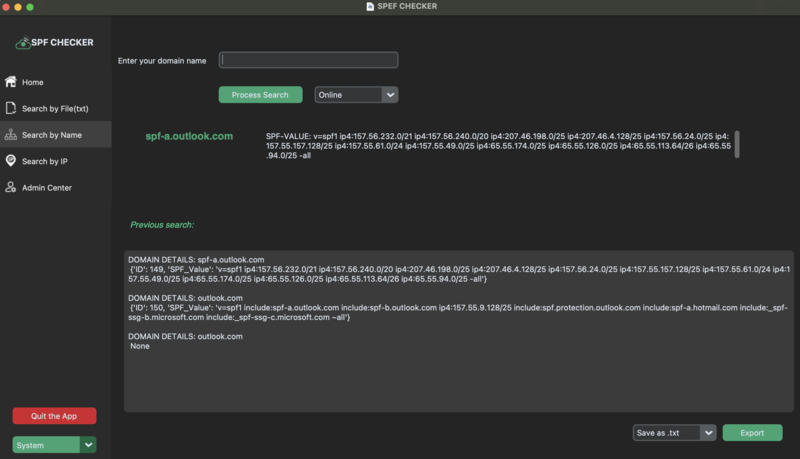 SPEF CHECKER
SPF CHECKER
Home
Search by File(txt)
Search by Name
Search by IP
Admin Center
Quit the App
System
Enter your domain name
Process Search
Online
spf-a.outlook.com
SPF-VALUE: v=spf1 ip4:157.56.232.0/21 ip4:157.56.240.0/20 ip4:207.46.198.0/25 ip4:207.46.4.128/25 ip4:157.56.24.0/25 ip4:
157.55.157.128/25 ip4:157.55.61.0/24 ip4:157.55.49.0/25 ip4:65.55.174.0/25 ip4:65.55.126.0/25 ip4:65.55.113.64/26 ip4:65.55
.94.0/25 -all
Previous search:
DOMAIN DETAILS: spf-a.outlook.com
{'ID': 149, 'SPF_Value': 'v=spf1 ip4:157.56.232.0/21 ip4:157.56.240.0/20 ip4:207.46.198.0/25 ip4:207.46.4.128/25 ip4:157.56.24.0/25 ip4:157.55.157.128/25 ip4:157.55.61.0/24 ip4:1
57.55.49.0/25 ip4:65.55.174.0/25 ip4:65.55.126.0/25 ip4:65.55.113.64/26 ip4:65.55.94.0/25 -all'}
DOMAIN DETAILS: outlook.com
{'ID': 150, 'SPF_Value': 'v=spf1 include:spf-a.outlook.com include:spf-b.outlook.com ip4:157.55.9.128/25 include:spf.protection.outlook.com include:spf-a.hotmail.com include:_spf-
ssg-b.microsoft.com include:_spf-ssg-c.microsoft.com ~all'}
DOMAIN DETAILS: outlook.com
None
Save as .txt
Export